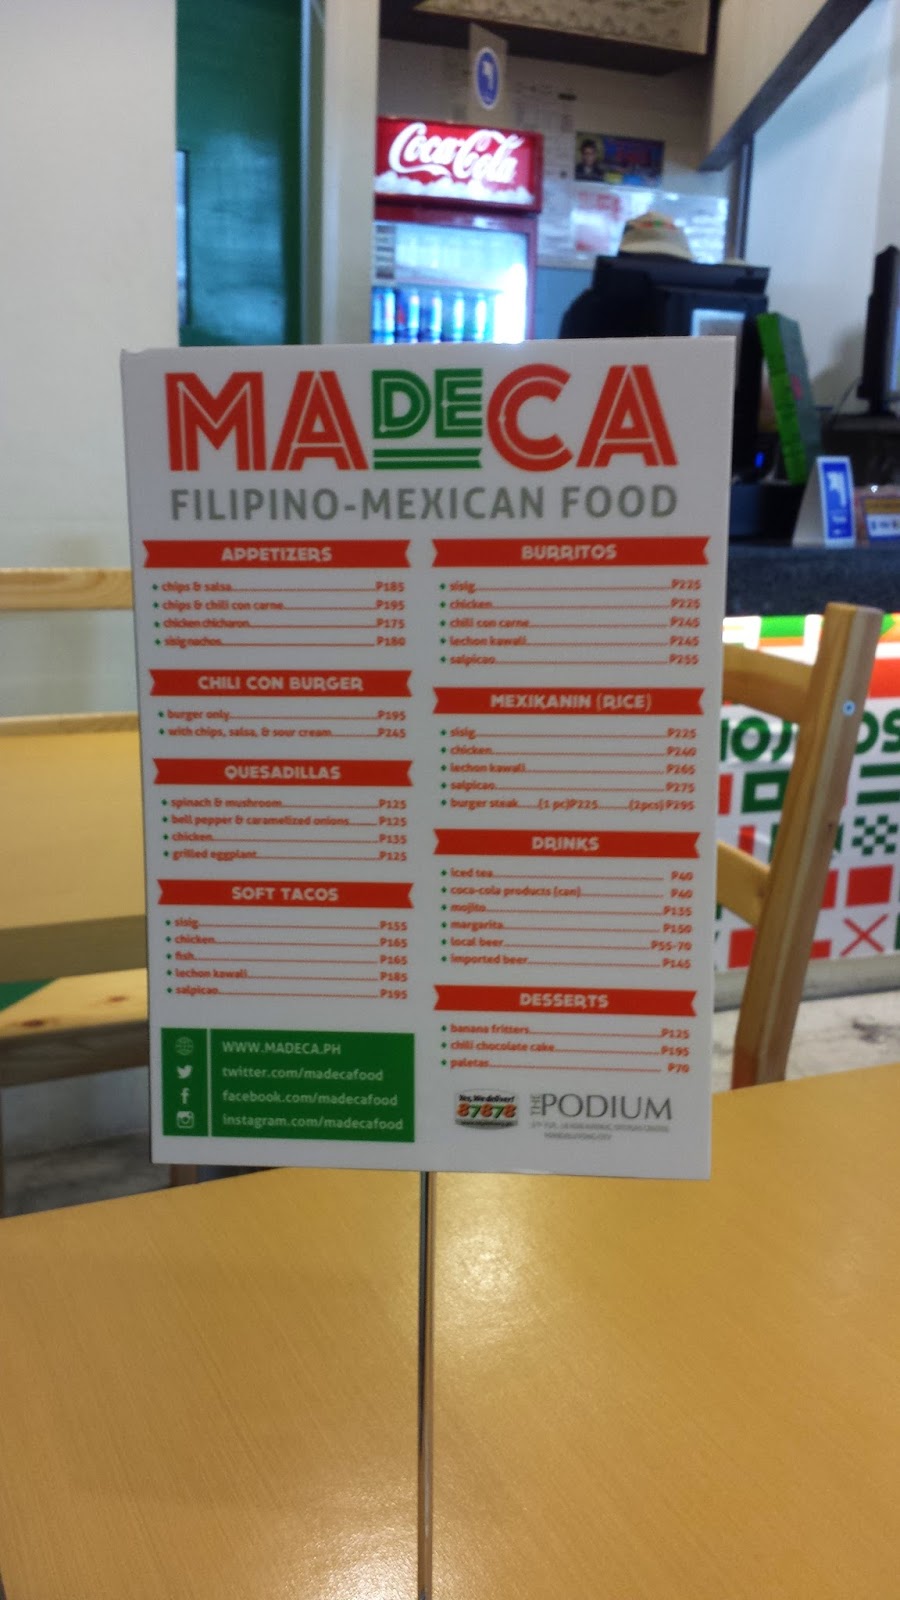 Coca-Cola
MADECA
FILIPINO-MEXICAN FOOD
APPETIZERS
chips & salsa P185
chips & chili con carne P195
chicken chicharon P175
sisig nachos P180
CHILI CON BURGER
burger only P195
with chips, salsa, & sour cream P245
QUESADILLAS
spinach & mushroom P125
bell pepper & caramelized onions P125
chicken P135
grilled eggplant P125
SOFT TACOS
sisig P155
chicken P165
fish P165
lechon kawali P185
salpicao P195
WWW.MADECA.PH
twitter.com/madecafood
facebook.com/madecafood
instagram.com/madecafood
BURRITOS
sisig P225
chicken P225
chili con carne P245
lechon kawali P245
salpicao P255
MEXIKANIN (RICE)
sisig P225
chicken P240
lechon kawali P265
salpicao P275
burger steak (1 pc) P225 (2pcs) P295
DRINKS
iced tea P40
coca-cola products (can) P40
mojito P135
margarita P150
local beer P55-70
imported beer P145
DESSERTS
banana fritters P125
chili chocolate cake P195
paletas P70
Yes, We deliver!
87878
THE PODIUM
MANDALUYONG CITY